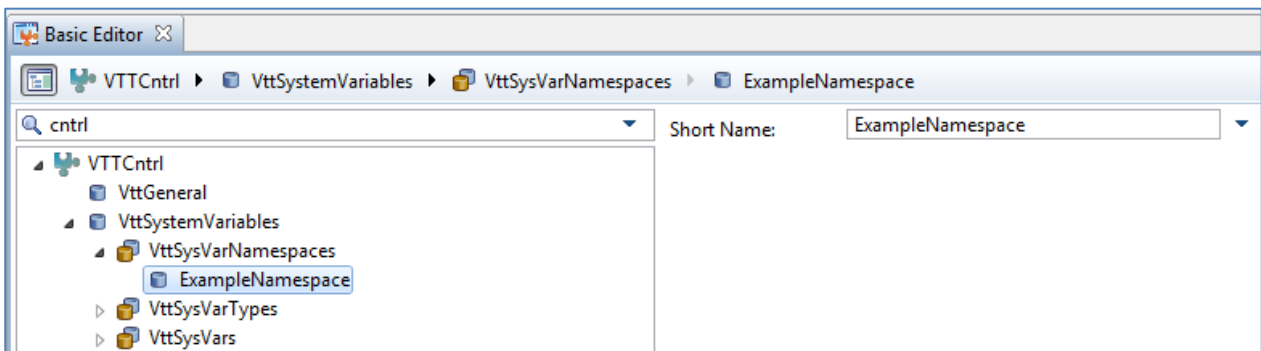 Basic Editor
VTTCntrl VttSystemVariables VttSysVarNamespaces ExampleNamespace
cntrl
Short Name: ExampleNamespace
VTTCntrl
VttGeneral
VttSystemVariables
VttSysVarNamespaces
ExampleNamespace
VttSysVarTypes
VttSysVars